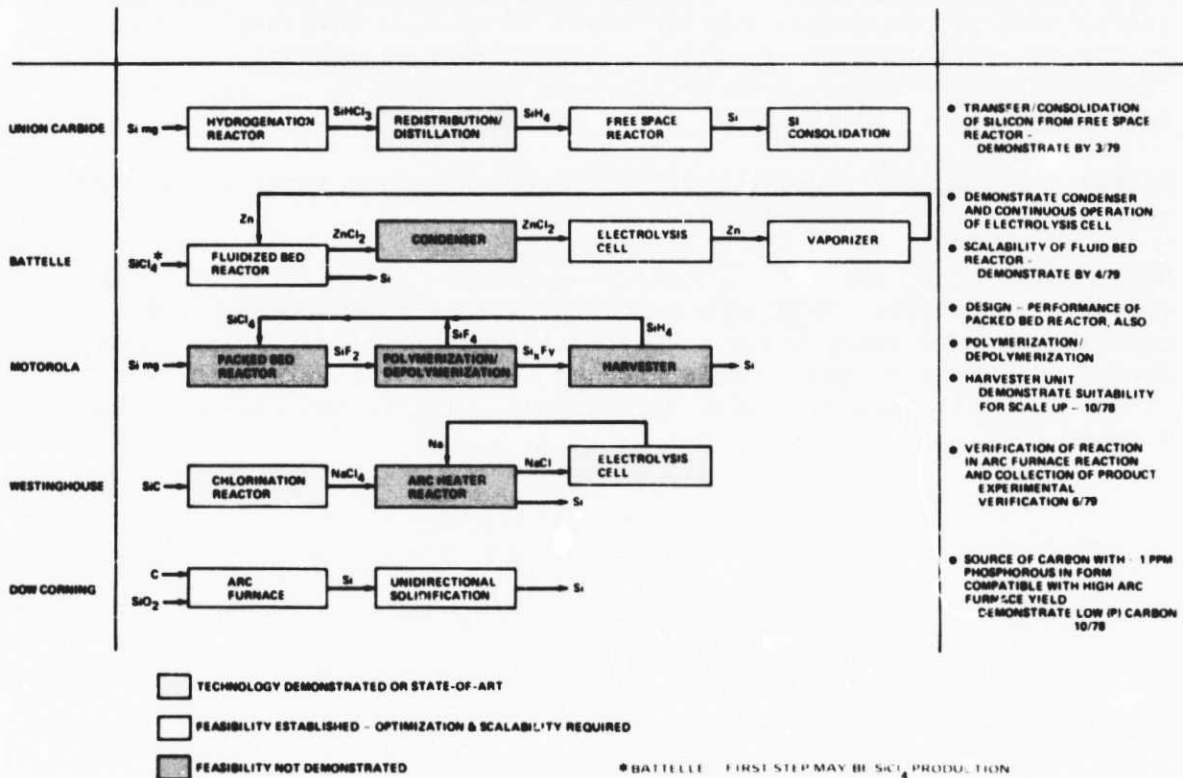 UNION CARBIDE
Si mg
HYDROGENATION
REACTOR
SiHCl3
REDISTRIBUTION/
DISTILLATION
SiH4
FREE SPACE
REACTOR
Si
SI
CONSOLIDATION
● TRANSFER/CONSOLIDATION
OF SILICON FROM FREE SPACE
REACTOR -
DEMONSTRATE BY 3/79
BATTELLE
SiCl4*
Zn
FLUIDIZED BED
REACTOR
ZnCl2
Si
CONDENSER
ZnCl2
ELECTROLYSIS
CELL
Zn
VAPORIZER
● DEMONSTRATE CONDENSER
AND CONTINUOUS OPERATION
OF ELECTROLYSIS CELL
● SCALABILITY OF FLUID BED
REACTOR -
DEMONSTRATE BY 4/79
MOTOROLA
Si mg
SiCl4
PACKED BED
REACTOR
SiF2
POLYMERIZATION/
DEPOLYMERIZATION
SiF4
SixFy
HARVESTER
SiH4
Si
● DESIGN - PERFORMANCE OF
PACKED BED REACTOR, ALSO
● POLYMERIZATION/
DEPOLYMERIZATION
● HARVESTER UNIT
DEMONSTRATE SUITABILITY
FOR SCALE UP - 10/78
WESTINGHOUSE
SiC
CHLORINATION
REACTOR
NaCl4
Na
ARC HEATER
REACTOR
NaCl
Si
ELECTROLYSIS
CELL
● VERIFICATION OF REACTION
IN ARC FURNACE REACTION
AND COLLECTION OF PRODUCT
EXPERIMENTAL
VERIFICATION 6/79
DOW CORNING
C
SiO2
ARC
FURNACE
Si
UNIDIRECTIONAL
SOLIDIFICATION
Si
● SOURCE OF CARBON WITH - 1 PPM
PHOSPHOROUS IN FORM
COMPATIBLE WITH HIGH ARC
FURNACE YIELD
DEMONSTRATE LOW (P) CARBON
10/78
TECHNOLOGY DEMONSTRATED OR STATE-OF-ART
FEASIBILITY ESTABLISHED - OPTIMIZATION & SCALABILITY REQUIRED
FEASIBILITY NOT DEMONSTRATED
*BATTELLE FIRST STEP MAY BE SiCl4 PRODUCTION